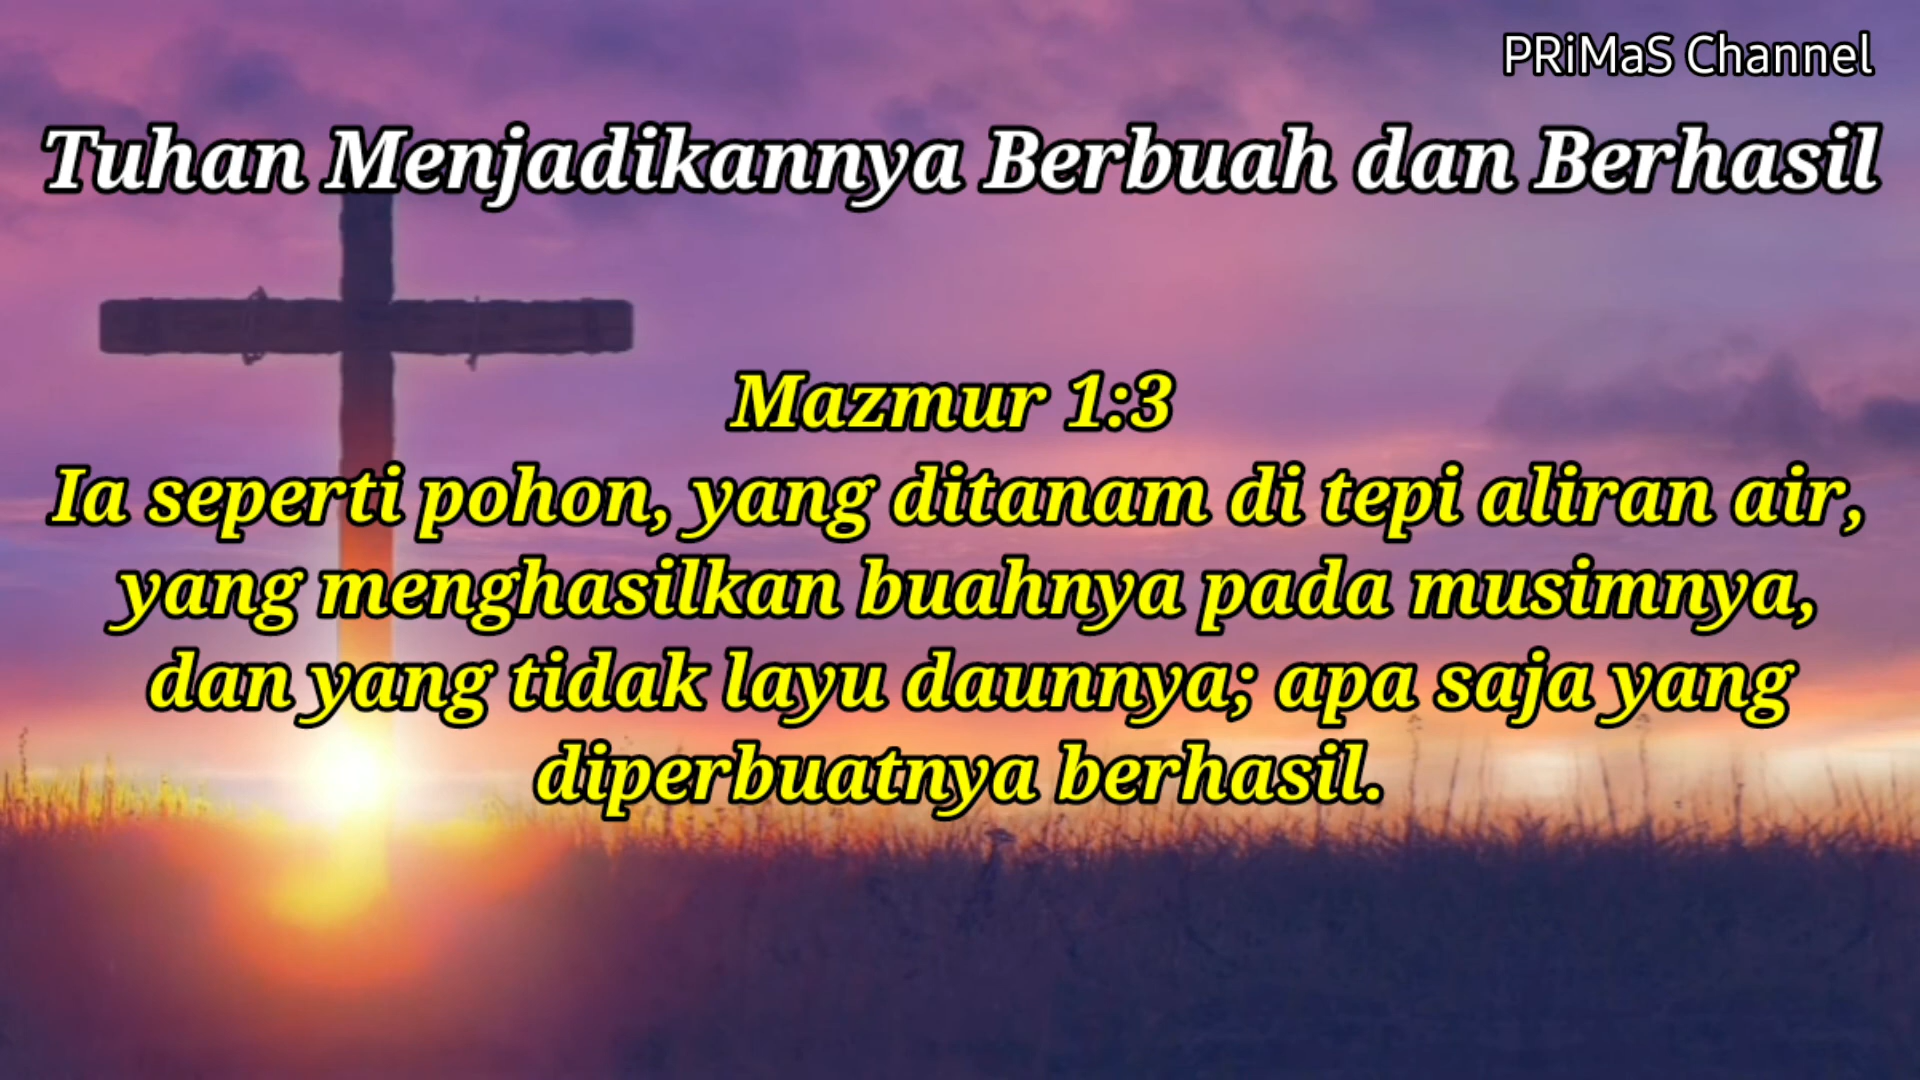 PRiMaS Channel
Tuhan Menjadikannya Berbuah dan Berhasil
Mazmur 1:3
Ia seperti pohon, yang ditanam di tepi aliran air,
yang menghasilkan buahnya pada musimnya,
dan yang tidak layu daunnya; apa saja yang
diperbuatnya berhasil.